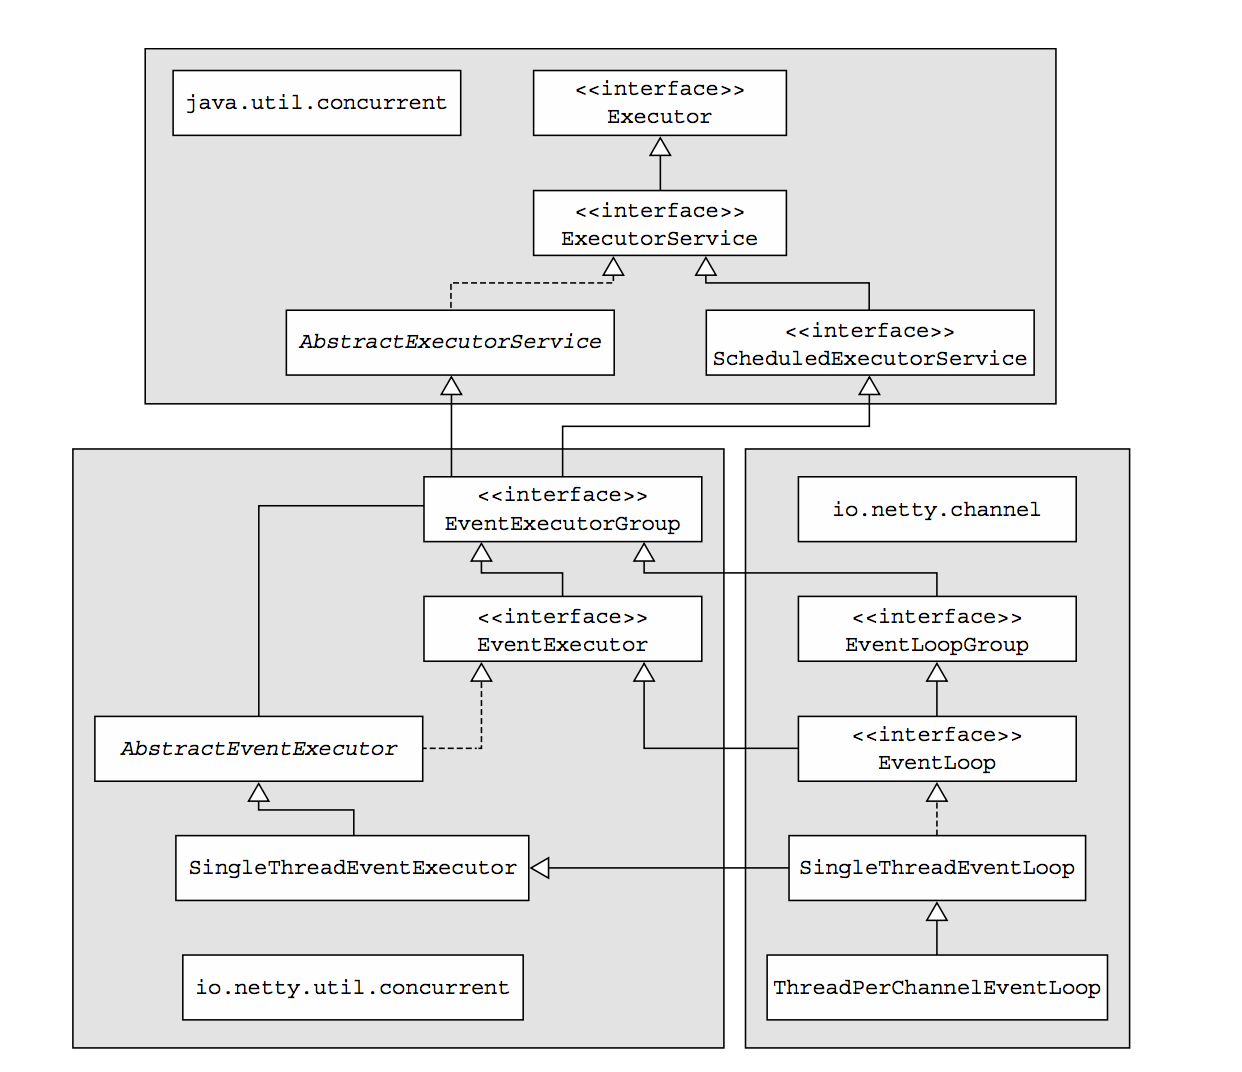 java.util.concurrent
<<interface>>
Executor
<<interface>>
ExecutorService
AbstractExecutorService
<<interface>>
ScheduledExecutorService
<<interface>>
EventExecutorGroup
io.netty.channel
<<interface>>
EventExecutor
<<interface>>
EventLoopGroup
AbstractEventExecutor
<<interface>>
EventLoop
SingleThreadEventExecutor
SingleThreadEventLoop
io.netty.util.concurrent
ThreadPerChannelEventLoop